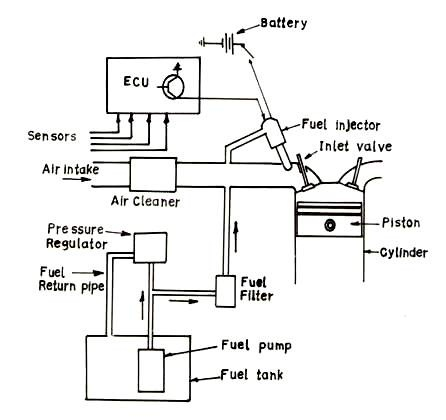 Battery
ECU
Fuel injector
Sensors
Inlet valve
Air intake
Air Cleaner
Pressure
Regulator
Piston
Cylinder
Fuel
Return pipe
Fuel
Filter
Fuel pump
Fuel tank